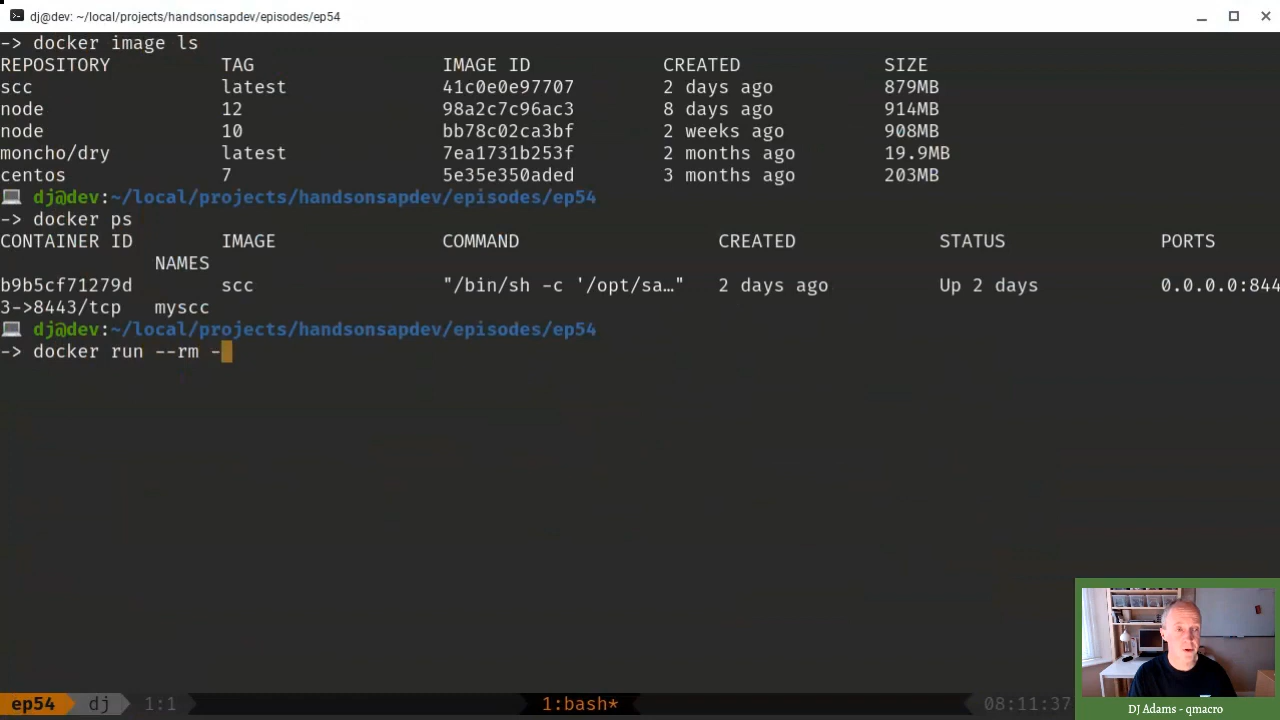 dj@dev: ~/local/projects/handsonsapdev/episodes/ep54
-> docker image ls
REPOSITORY TAG IMAGE ID CREATED SIZE
scc latest 41c0e0e97707 2 days ago 879MB
node 12 98a2c7c96ac3 8 days ago 914MB
node 10 bb78c02ca3bf 2 weeks ago 908MB
moncho/dry latest 7ea1731b253f 2 months ago 19.9MB
centos 7 5e35e350aded 3 months ago 203MB
dj@dev:~/local/projects/handsonsapdev/episodes/ep54
-> docker ps
CONTAINER ID IMAGE COMMAND CREATED STATUS PORTS
NAMES
b9b5cf71279d scc "/bin/sh -c '/opt/sa…" 2 days ago Up 2 days 0.0.0.0:844
3->8443/tcp myscc
dj@dev:~/local/projects/handsonsapdev/episodes/ep54
-> docker run --rm -
ep54 dj 1:1 1:bash* 08:11:37
DJ Adams - qmacro